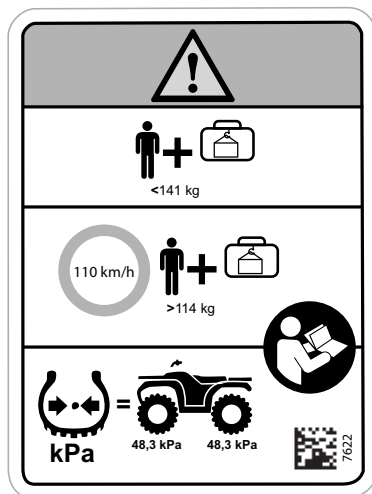 <141 kg
110 km/h
>114 kg
kPa
=
48,3 kPa 48,3 kPa
7622